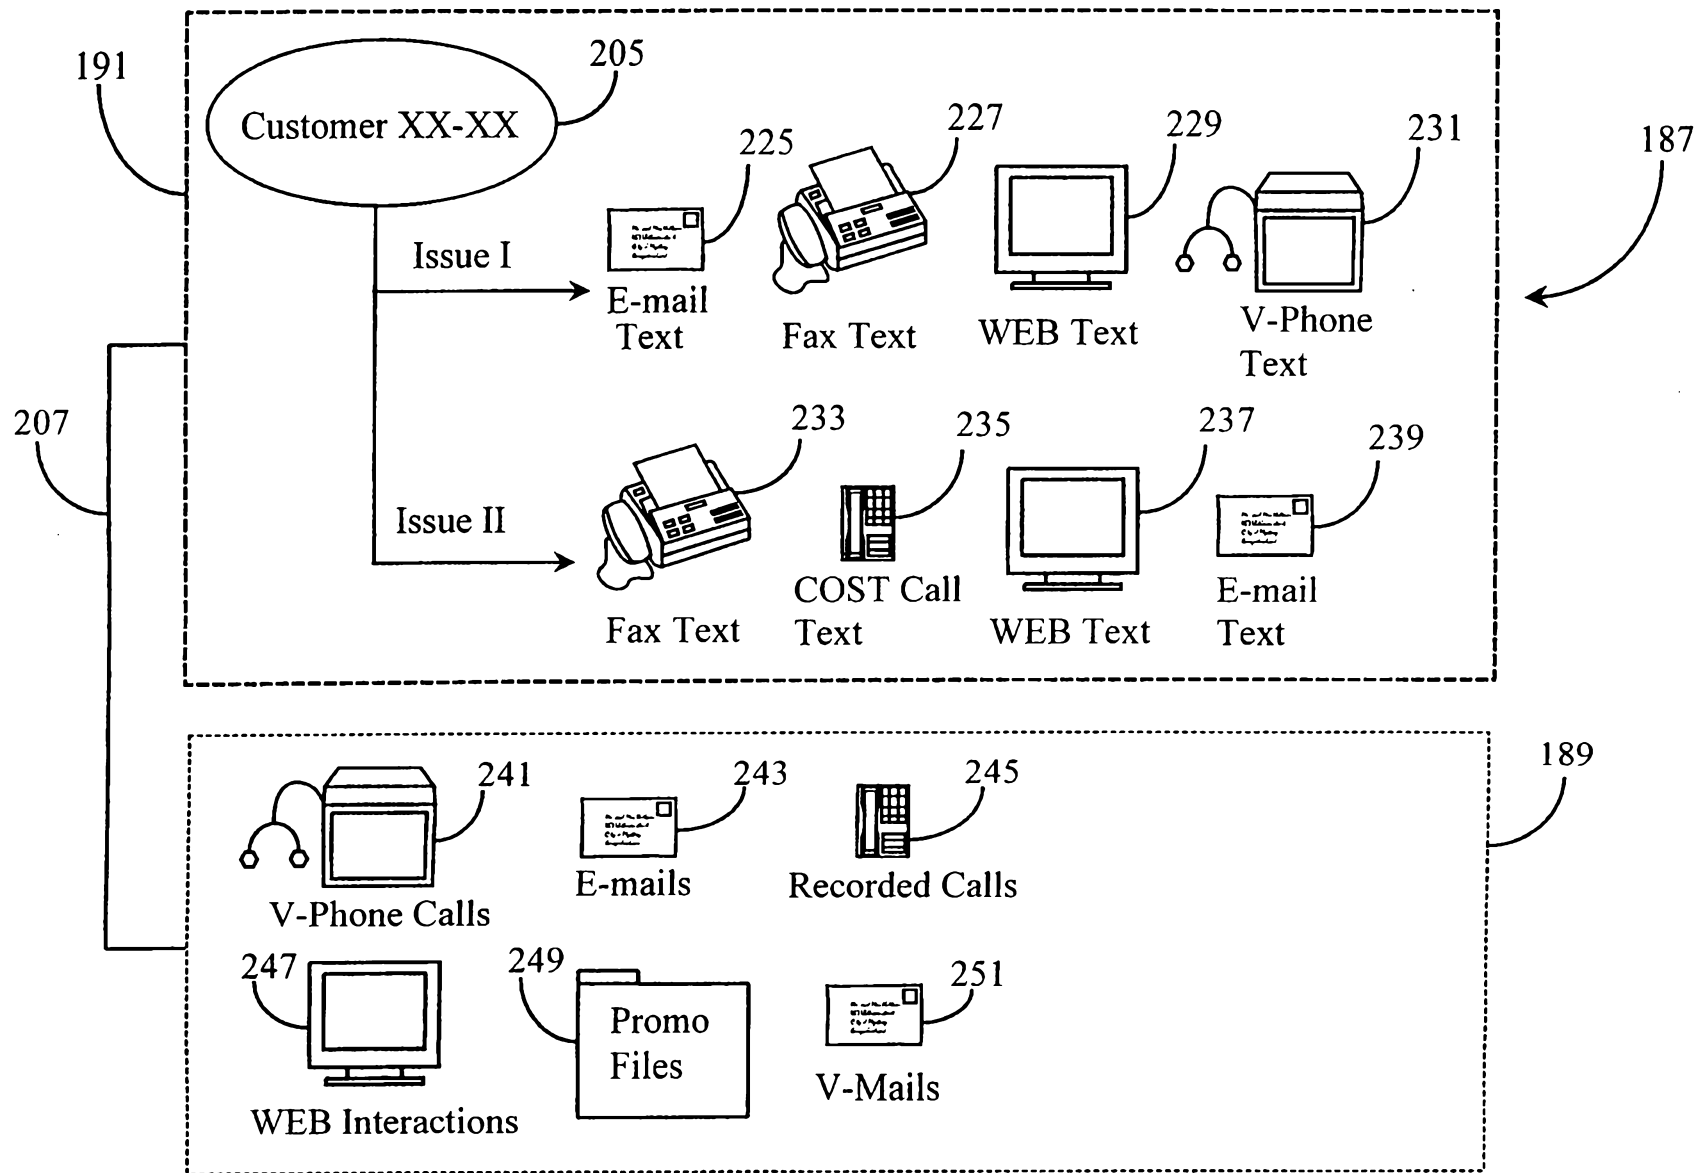 191
205
Customer XX-XX
225
227
229
231
187
Issue I
E-mail
Text
Fax Text
WEB Text
V-Phone
Text
207
233
235
237
239
Issue II
Fax Text
COST Call
Text
WEB Text
E-mail
Text
189
241
243
245
V-Phone Calls
E-mails
Recorded Calls
247
249
251
Promo
Files
WEB Interactions
V-Mails